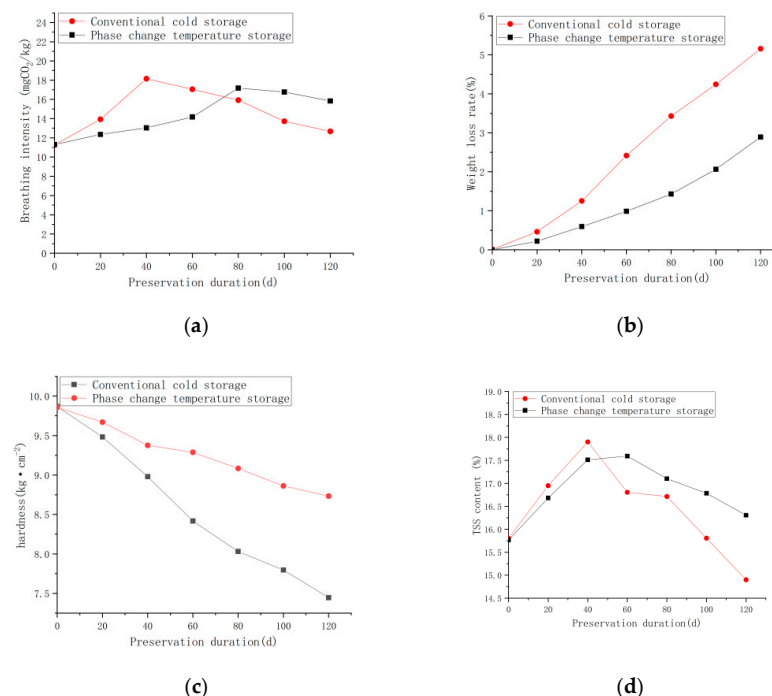 Conventional cold storage
Phase change temperature storage
24
22
20
18
16
14
12
10
8
6
4
2
0
Breathing intensity (mgCO₂/kg)
0 20 40 60 80 100 120
Preservation duration(d)
(a)
Conventional cold storage
Phase change temperature storage
6
5
4
3
2
1
0
Weight loss rate(%)
0 20 40 60 80 100 120
Preservation duration(d)
(b)
Conventional cold storage
Phase change temperature storage
10.0
9.5
9.0
8.5
8.0
7.5
hardness(kg·cm⁻²)
0 20 40 60 80 100 120
Preservation duration(d)
(c)
19.0
Conventional cold storage
Phase change temperature storage
18.5
18.0
17.5
17.0
16.5
16.0
15.5
15.0
14.5
TSS content (%)
0 20 40 60 80 100 120
Preservation duration(d)
(d)